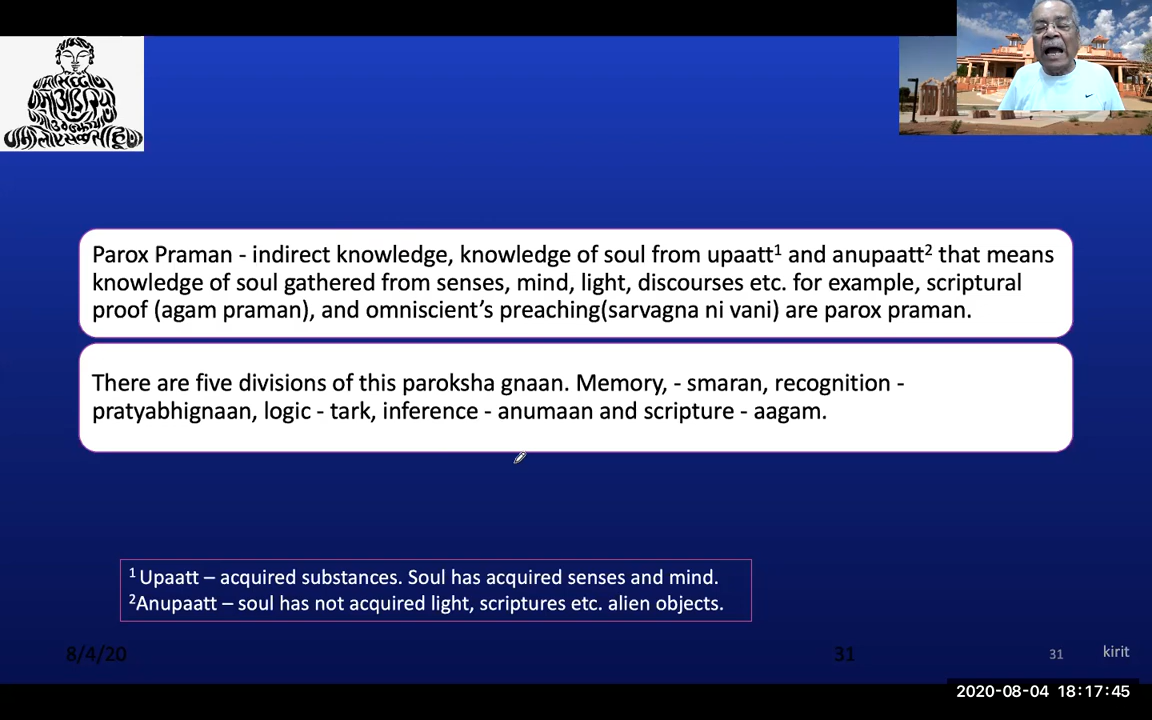 Parox Praman - indirect knowledge, knowledge of soul from upaatt¹ and anupaatt² that means
knowledge of soul gathered from senses, mind, light, discourses etc. for example, scriptural
proof (agam praman), and omniscient’s preaching(sarvagna ni vani) are parox praman.
There are five divisions of this paroksha gnaan. Memory, - smaran, recognition -
pratyabhignaan, logic - tark, inference - anumaan and scripture - aagam.
¹ Upaatt – acquired substances. Soul has acquired senses and mind.
²Anupaatt – soul has not acquired light, scriptures etc. alien objects.
8/4/20
31
31
kirit
2020-08-04 18:17:45